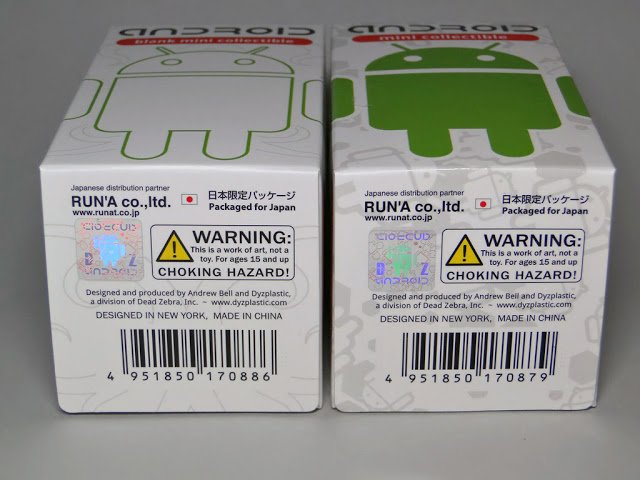 ANDROID
blank mini collectible
Japanese distribution partner
RUN'A co.,ltd.
www.runat.co.jp
日本限定パッケージ
Packaged for Japan
WARNING:
This is a work of art, not a
toy. For ages 15 and up
CHOKING HAZARD!
DZ
ANDROID
Designed and produced by Andrew Bell and Dyzplastic,
a division of Dead Zebra, Inc. ~ www.dyzplastic.com
DESIGNED IN NEW YORK, MADE IN CHINA
4 951850 170886
ANDROID
mini collectible
Japanese distribution partner
RUN'A co.,ltd.
www.runat.co.jp
日本限定パッケージ
Packaged for Japan
WARNING:
This is a work of art, not a
toy. For ages 15 and up
CHOKING HAZARD!
DZ
ANDROID
Designed and produced by Andrew Bell and Dyzplastic,
a division of Dead Zebra, Inc. ~ www.dyzplastic.com
DESIGNED IN NEW YORK, MADE IN CHINA
4 951850 170879